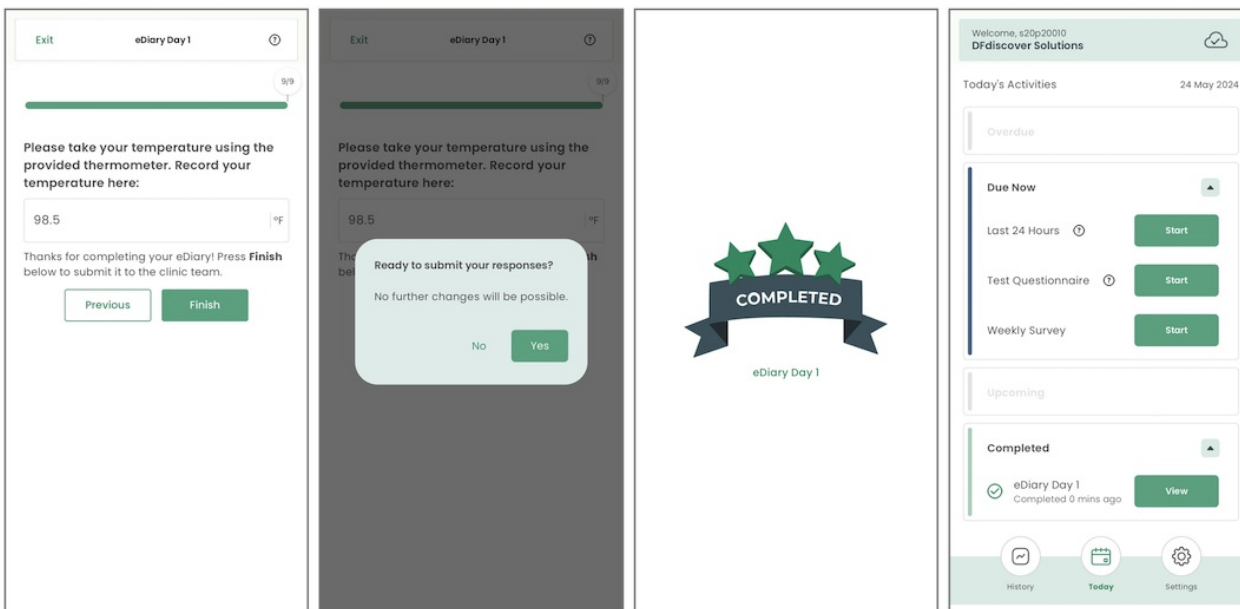 Exit eDiary Day 1
9/9
Please take your temperature using the
provided thermometer. Record your
temperature here:
98.5 °F
Thanks for completing your eDiary! Press Finish
below to submit it to the clinic team.
Previous Finish
Exit eDiary Day 1
9/9
Please take your temperature using the
provided thermometer. Record your
temperature here:
98.5 °F
Ready to submit your responses?
No further changes will be possible.
No Yes
COMPLETED
eDiary Day 1
Welcome, s20p20010
DFdiscover Solutions
Today's Activities 24 May 2024
Overdue
Due Now
Last 24 Hours Start
Test Questionnaire Start
Weekly Survey Start
Upcoming
Completed
eDiary Day 1
Completed 0 mins ago
View
History Today Settings